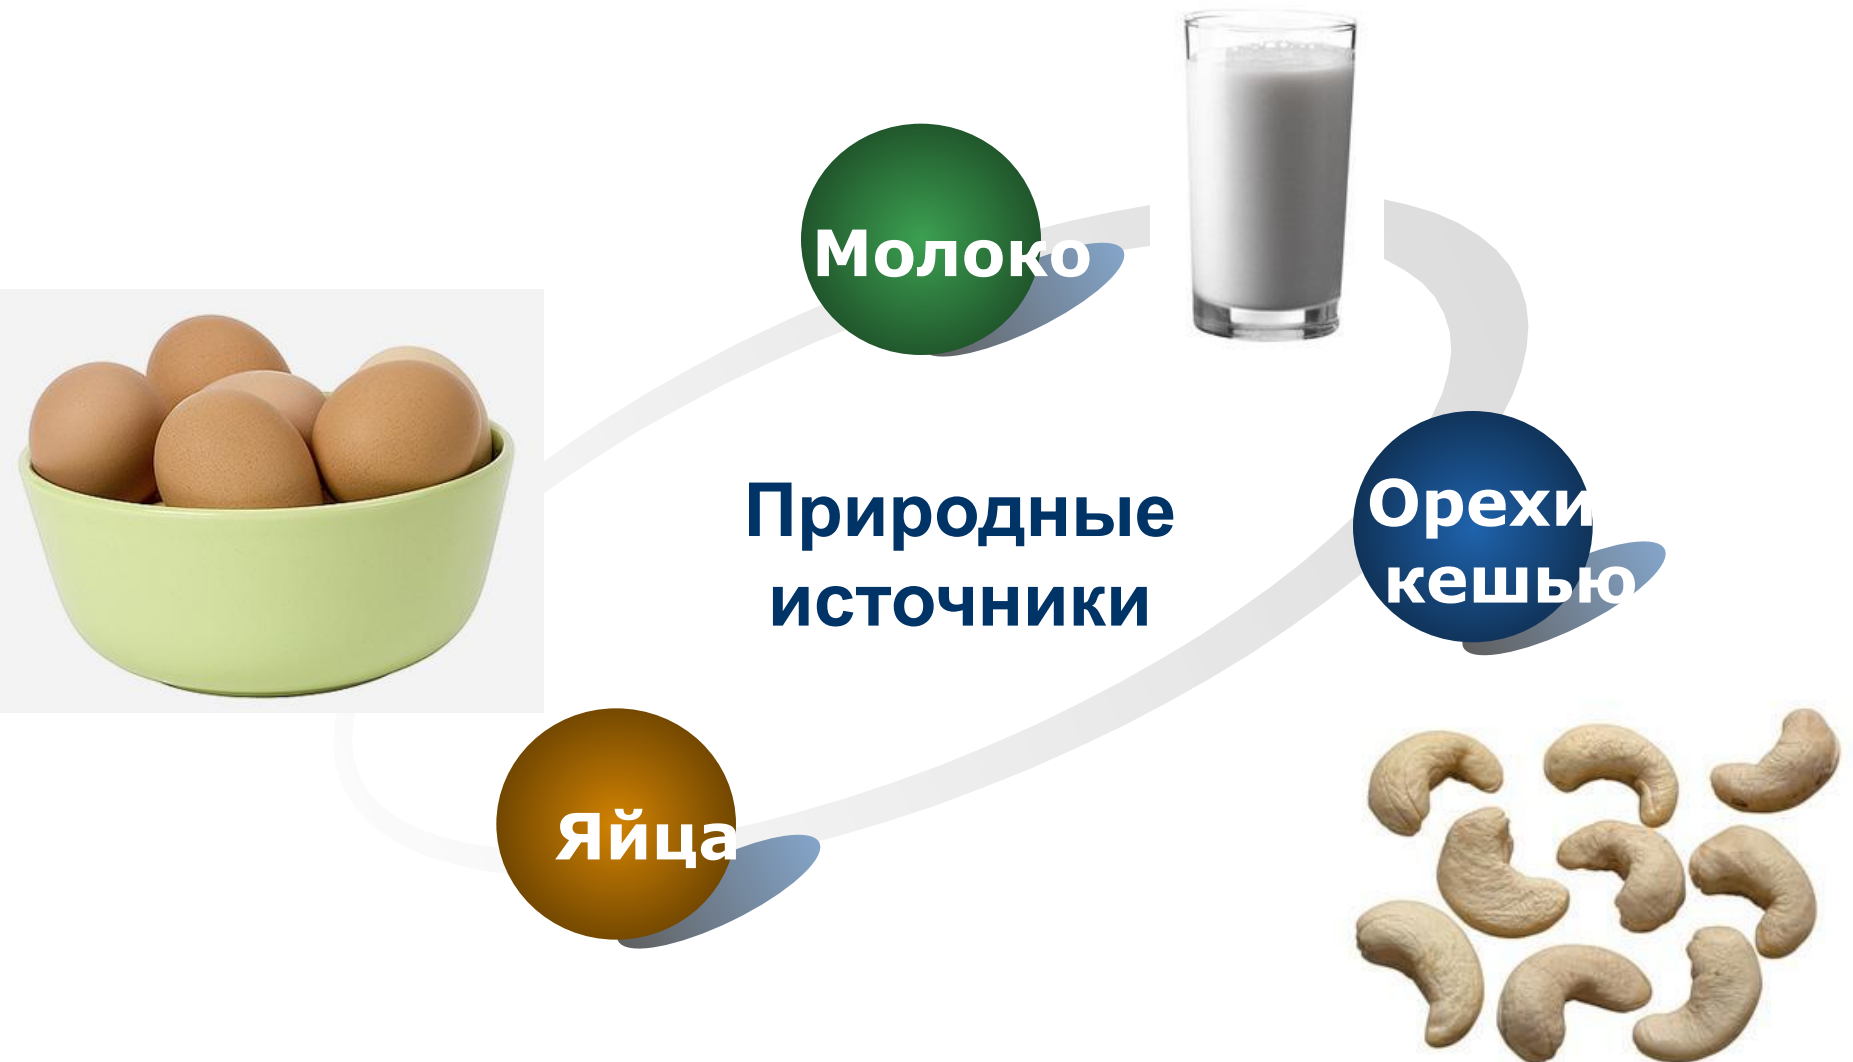 Молоко
Природные
источники
Орехи
кешью
Яйца